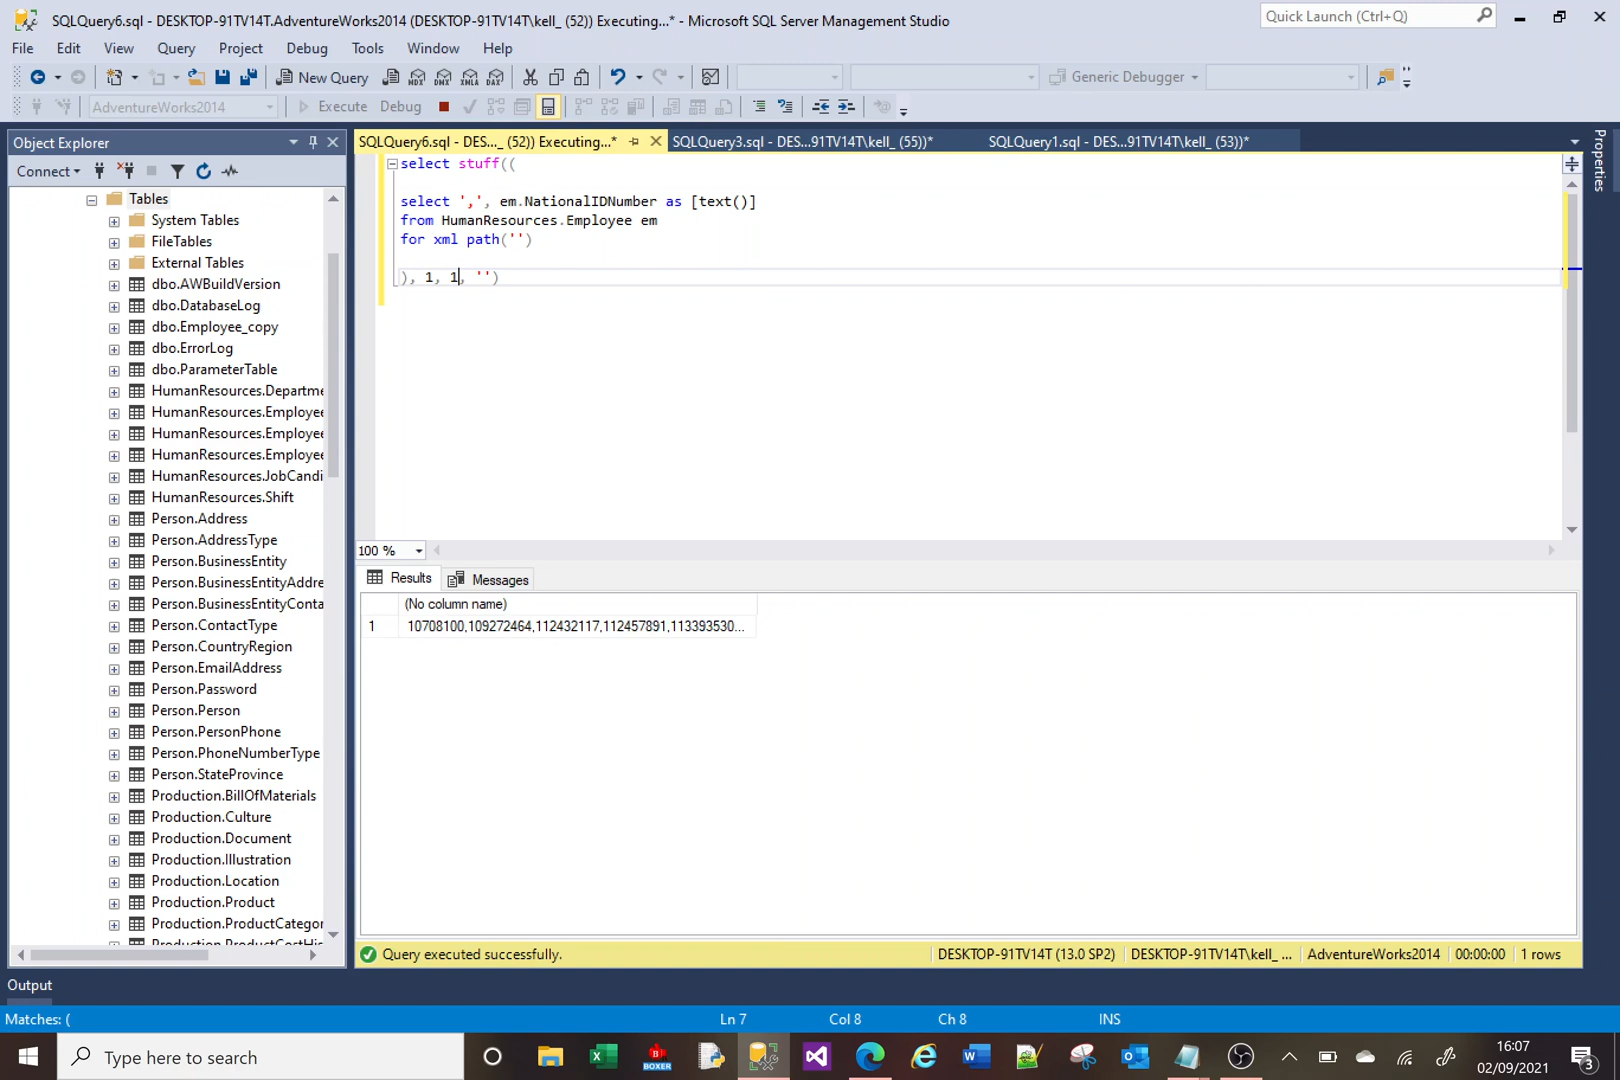 SQLQuery6.sql - DESKTOP-91TV14T.AdventureWorks2014 (DESKTOP-91TV14T\kell_ (52)) Executing...* - Microsoft SQL Server Management Studio
Quick Launch (Ctrl+Q)
File Edit View Query Project Debug Tools Window Help
New Query
MDX DMX XMLA DAX
Generic Debugger
AdventureWorks2014
Execute Debug
Object Explorer
SQLQuery6.sql - DES..._ (52)) Executing...*
SQLQuery3.sql - DES...91TV14T\kell_ (55))*
SQLQuery1.sql - DES...91TV14T\kell_ (53))*
Properties
Connect
Tables
System Tables
FileTables
External Tables
dbo.AWBuildVersion
dbo.DatabaseLog
dbo.Employee_copy
dbo.ErrorLog
dbo.ParameterTable
HumanResources.Departme
HumanResources.Employee
HumanResources.Employee
HumanResources.Employee
HumanResources.JobCandi
HumanResources.Shift
Person.Address
Person.AddressType
Person.BusinessEntity
Person.BusinessEntityAddre
Person.BusinessEntityConta
Person.ContactType
Person.CountryRegion
Person.EmailAddress
Person.Password
Person.Person
Person.PersonPhone
Person.PhoneNumberType
Person.StateProvince
Production.BillOfMaterials
Production.Culture
Production.Document
Production.Illustration
Production.Location
Production.Product
Production.ProductCategor
Production.ProductCostHis
select stuff((
select ',', em.NationalIDNumber as [text()]
from HumanResources.Employee em
for xml path('')
), 1, 1, '')
100 %
Results Messages
(No column name)
1 10708100,109272464,112432117,112457891,113393530...
Query executed successfully.
DESKTOP-91TV14T (13.0 SP2) DESKTOP-91TV14T\kell_ ... AdventureWorks2014 00:00:00 1 rows
Output
Matches: (
Ln 7 Col 8 Ch 8 INS
Type here to search
BOXER
16:07
02/09/2021
3